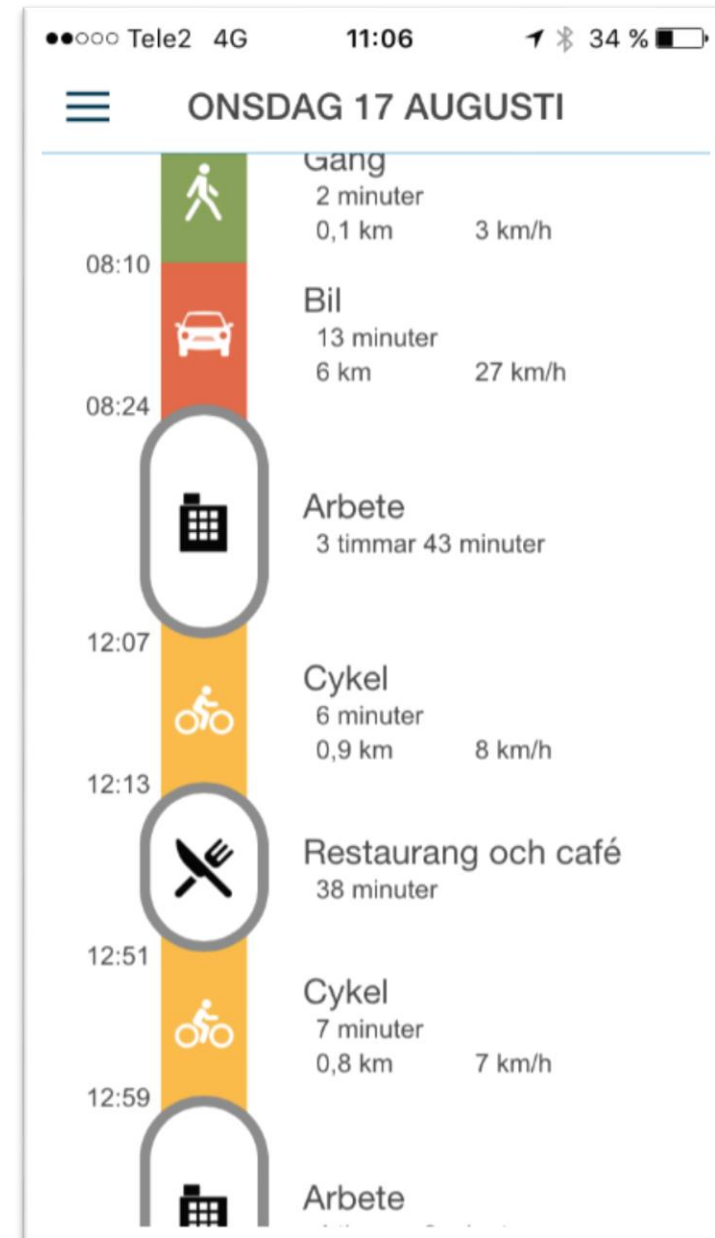 Tele2 4G 11:06 34 %
ONSDAG 17 AUGUSTI
Gång
2 minuter
0,1 km 3 km/h
08:10
Bil
13 minuter
6 km 27 km/h
08:24
Arbete
3 timmar 43 minuter
12:07
Cykel
6 minuter
0,9 km 8 km/h
12:13
Restaurang och café
38 minuter
12:51
Cykel
7 minuter
0,8 km 7 km/h
12:59
Arbete